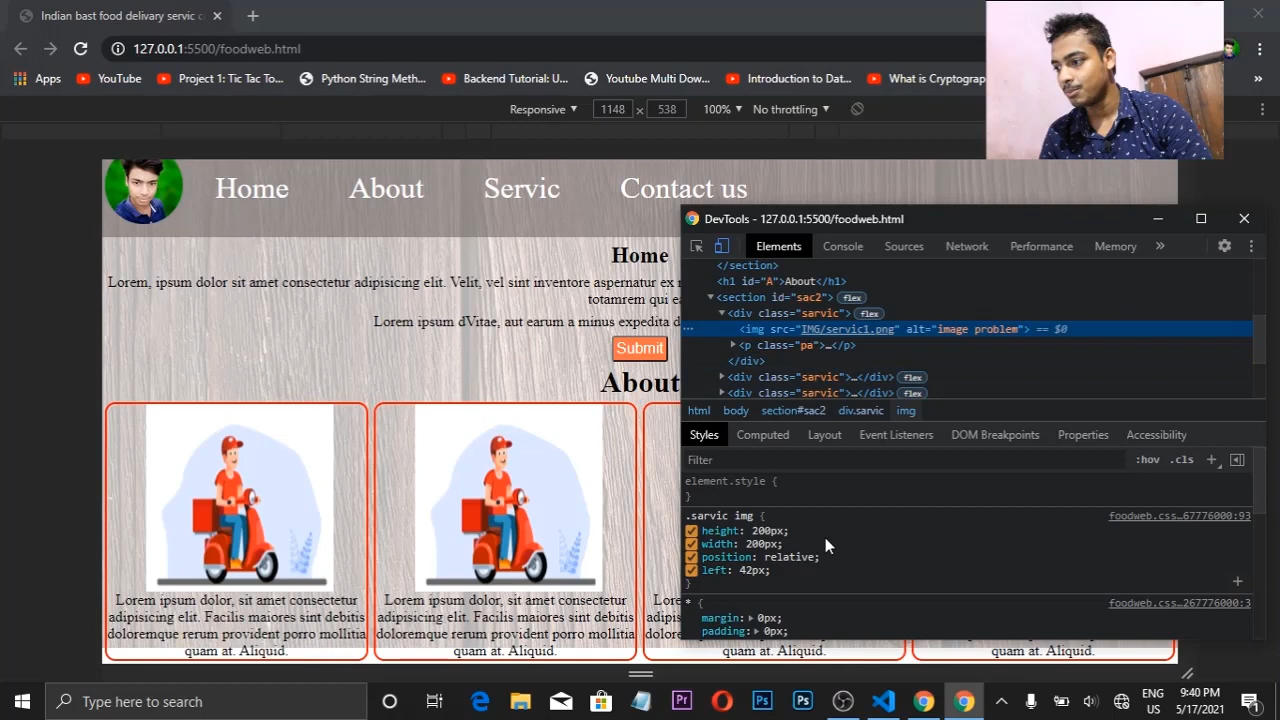 Indian bast food delivary servic c
127.0.0.1:5500/foodweb.html
Apps YouTube Project 1: Tic Tac To... Python String Meth... Backend Tutorial: U... Youtube Multi Dow... Introduction to Dat... What is Cryptograp »
Responsive 1148 × 538 100% No throttling
Home About Servic Contact us
DevTools - 127.0.0.1:5500/foodweb.html
Elements Console Sources Network Performance Memory »
</section>
<h1 id="A">About</h1>
<section id="sac2"> flex
<div class="sarvic"> flex
<img src="IMG/servic1.png" alt="image problem"> == $0
<p class="pa">…</p>
</div>
<div class="sarvic">…</div> flex
<div class="sarvic">…</div> flex
html body section#sac2 div.sarvic img
Styles Computed Layout Event Listeners DOM Breakpoints Properties Accessibility
Filter :hov .cls +
element.style {
}
.sarvic img { foodweb.css…67776000:93
height: 200px;
width: 200px;
position: relative;
left: 42px;
}
* { foodweb.css…267776000:3
margin: 0px;
padding: 0px;
Home
Lorem, ipsum dolor sit amet consectetur adipisicing elit. Velit, vel sint inventore aspernatur ex
totamrem qui
Lorem ipsum dVitae, aut earum a minus expedita d
Submit
About
Lorem ipsum dolor, sit amet consectetur
adipisicing elit. Facilis maiores sint debitis
doloremque rerum provident porro mollitia
quam at. Aliquid.
Lorem ipsum dolor, sit amet consectetur
adipisicing elit. Facilis maiores sint debitis
doloremque rerum provident porro mollitia
quam at. Aliquid.
quam at. Aliquid.
quam at. Aliquid.
Type here to search
ENG
US
9:40 PM
5/17/2021
1